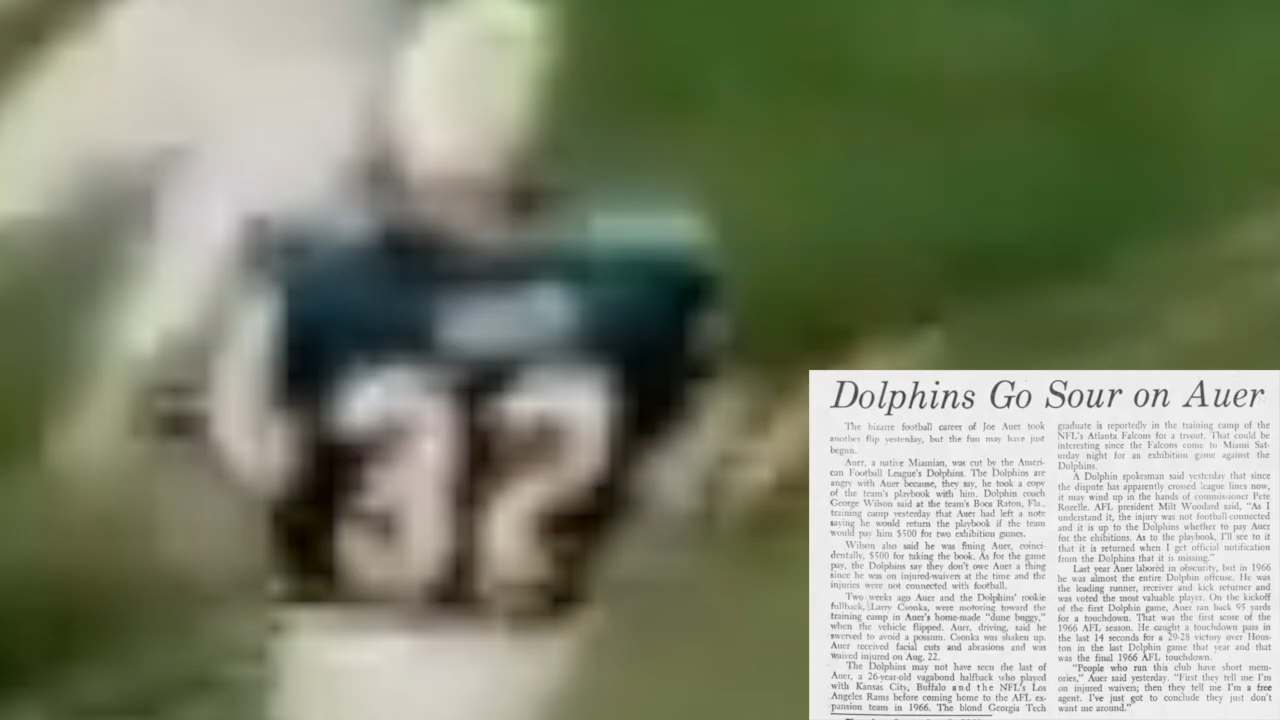 32
Dolphins Go Sour on Auer
The bizarre football career of Joe Auer took
another flip yesterday, but the fun may have just
begun.
Auer, a native Miamian, was cut by the Ameri-
can Football League's Dolphins. The Dolphins are
angry with Auer because, they say, he took a copy
of the team's playbook with him. Dolphin coach
George Wilson said at the team's Boca Raton, Fla.,
training camp yesterday that Auer had left a note
saying he would return the playbook if the team
would pay him $500 for two exhibition games.
Wilson also said he was fining Auer, coinci-
dentally, $500 for taking the book. As for the game
pay, the Dolphins say they don't owe Auer a thing
since he was on injured-waivers at the time and the
injuries were not connected with football.
Two weeks ago Auer and the Dolphins' rookie
fullback, Larry Csonka, were motoring toward the
training camp in Auer's home-made "dune buggy,"
when the vehicle flipped. Auer, driving, said he
swerved to avoid a possum. Csonka was shaken up.
Auer received facial cuts and abrasions and was
waived injured on Aug. 22.
The Dolphins may not have seen the last of
Auer, a 26-year-old vagabond halfback who played
with Kansas City, Buffalo and the NFL's Los
Angeles Rams before coming home to the AFL ex-
pansion team in 1966. The blond Georgia Tech
graduate is reportedly in the training camp of the
NFL's Atlanta Falcons for a tryout. That could be
interesting since the Falcons come to Miami Sat-
urday night for an exhibition game against the
Dolphins.
A Dolphin spokesman said yesterday that since
the dispute has apparently crossed league lines now,
it may wind up in the hands of commissioner Pete
Rozelle. AFL president Milt Woodard said, "As I
understand it, the injury was not football-connected
and it is up to the Dolphins whether to pay Auer
for the ehibitions. As to the playbook, I'll see to it
that it is returned when I get official notification
from the Dolphins that it is missing."
Last year Auer labored in obscurity, but in 1966
he was almost the entire Dolphin offense. He was
the leading runner, receiver and kick returner and
was voted the most valuable player. On the kickoff
of the first Dolphin game, Auer ran back 95 yards
for a touchdown. That was the first score of the
1966 AFL season. He caught a touchdown pass in
the last 14 seconds for a 29-28 victory over Hous-
ton in the last Dolphin game that year and that
was the final 1966 AFL touchdown.
"People who run this club have short mem-
ories," Auer said yesterday. "First they tell me I'm
on injured waivers; then they tell me I'm a free
agent. I've just got to conclude they just don't
want me around."